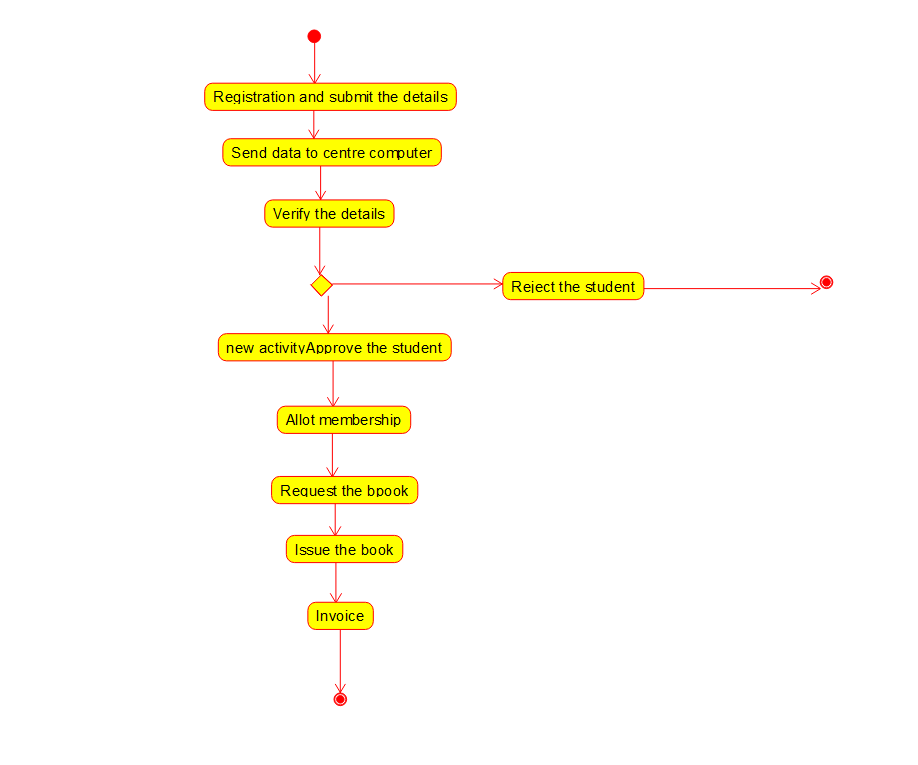 Registration and submit the details
Send data to centre computer
Verify the details
Reject the student
new activityApprove the student
Allot membership
Request the bpook
Issue the book
Invoice